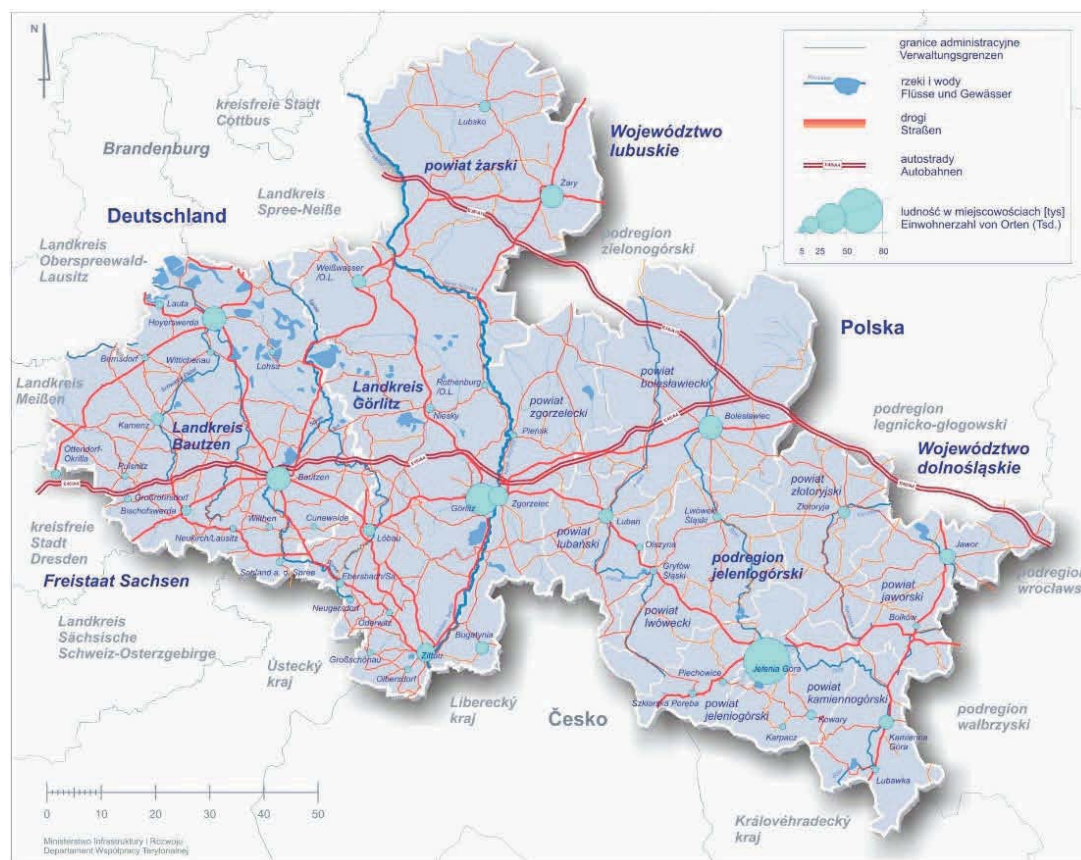 N
granice administracyjne
Verwaltungsgrenzen
rzeki i wody
Flüsse und Gewässer
drogi
Straßen
autostrady
Autobahnen
ludność w miejscowościach [tys]
Einwohnerzahl von Orten (Tsd.)
5 25 50 80
kreisfreie Stadt
Cottbus
Brandenburg
Lubsko
Województwo
lubuskie
powiat żarski
Żary
Landkreis
Spree-Neiße
Deutschland
Landkreis
Oberspreewald-
Lausitz
podregion
zielonogórski
Weißwasser
/O.L.
Lauta
Hoyerswerda
Polska
Bernsdorf
Wittichenau
Lohsa
Landkreis
Meißen
Landkreis
Görlitz
Rothenburg
/O.L.
Niesky
powiat
zgorzelecki
powiat
bolesławiecki
Bolesławiec
podregion
legnicko-głogowski
Kamenz
Landkreis
Bautzen
Pieńsk
Województwo
dolnośląskie
Ottendorf-
Okrilla
Pulsnitz
Bautzen
Großröhrsdorf
Bischofswerda
Görlitz
Zgorzelec
powiat
złotoryjski
Złotoryja
kreisfreie
Stadt
Dresden
Wilthen
Cunewalde
Neukirch/Lausitz
Löbau
Lubań
powiat
lubański
Lwówek
Śląski
Olszyna
Jawor
Freistaat Sachsen
Sohland a. d. Spree
Ebersbach/Sa.
Gryfów
Śląski
podregion
jeleniogórski
powiat
jaworski
podregion
wrocławs
Neugersdorf
Oderwitz
powiat
lwówecki
Bolków
Landkreis
Sächsische
Schweiz-Osterzgebirge
Bogatynia
Großschönau
Zittau
Olbersdorf
Ústecký
kraj
Liberecký
kraj
Jelenia Góra
Piechowice
Szklarska Poręba
powiat
jeleniogórski
powiat
kamiennogórski
Kowary
Karpacz
Kamienna
Góra
Lubawka
podregion
wałbrzyski
Česko
Královéhradecký
kraj
0 10 20 30 40 50
Ministerstwo Infrastruktury i Rozwoju
Departament Współpracy Terytorialnej